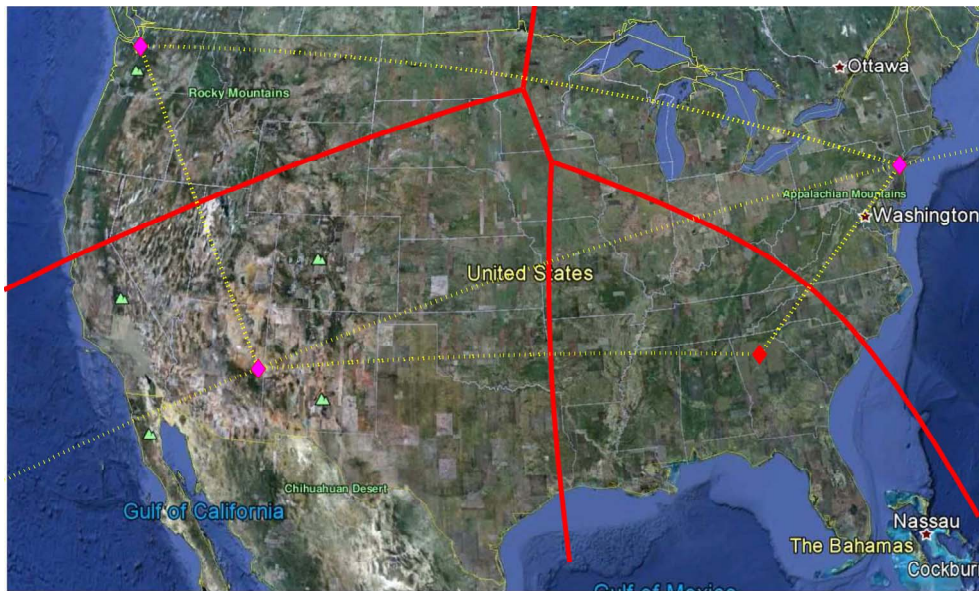 Ottawa
Rocky Mountains
Appalachian Mountains
Washington
United States
Chihuahuan Desert
Gulf of California
Nassau
The Bahamas
Cockbur
Gulf of Mexico